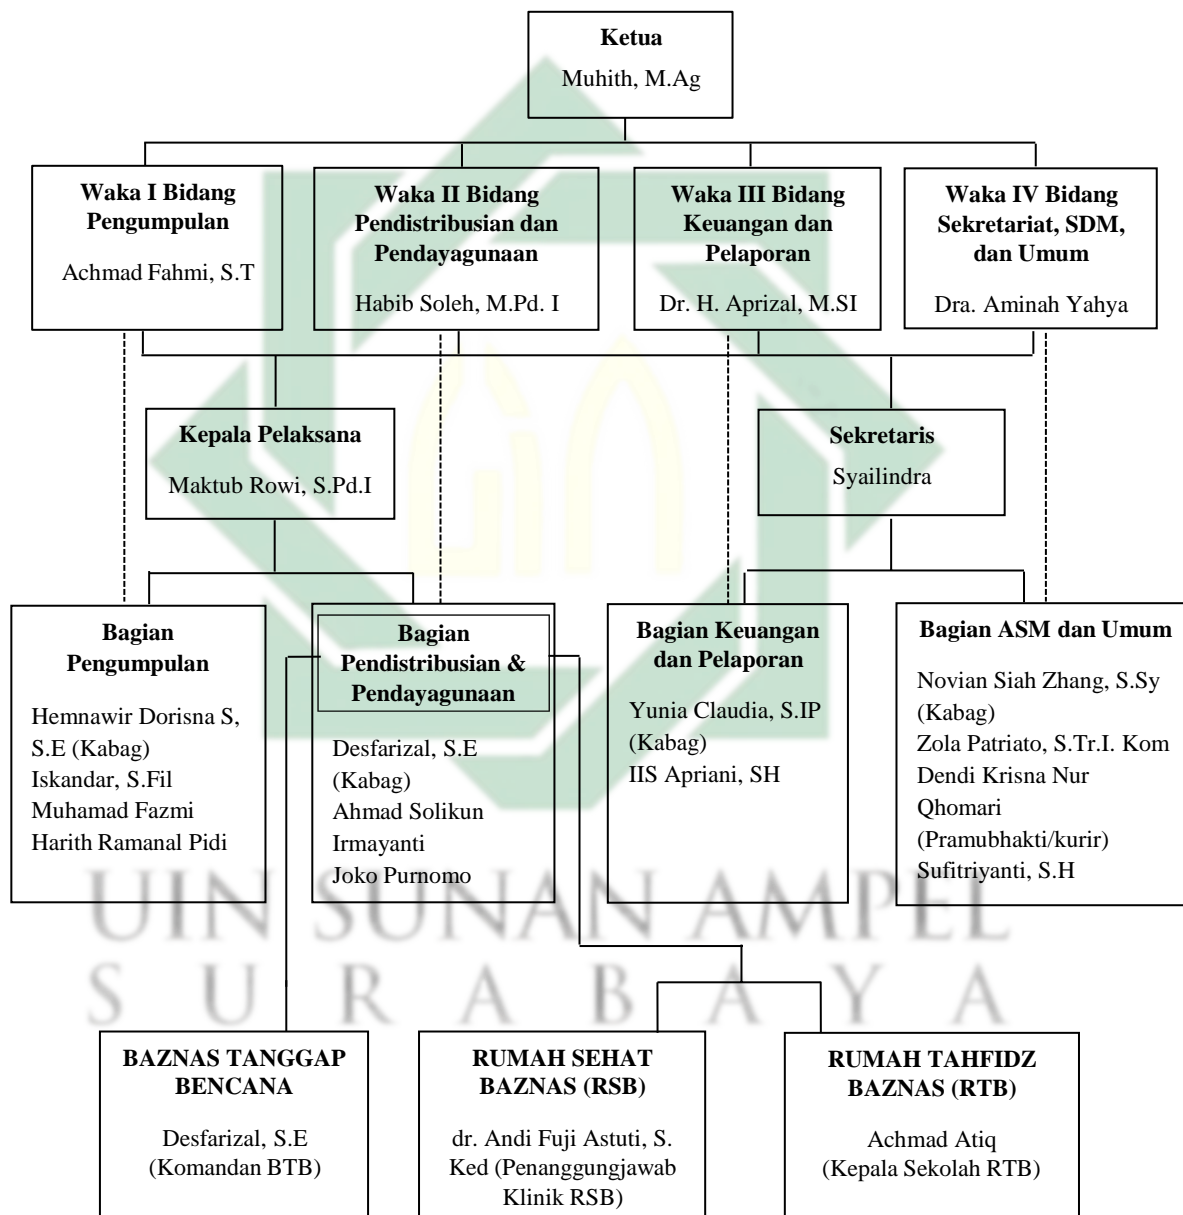 Ketua
Muhith, M.Ag
Waka I Bidang
Pengumpulan
Achmad Fahmi, S.T
Waka II Bidang
Pendistribusian dan
Pendayagunaan
Habib Soleh, M.Pd. I
Waka III Bidang
Keuangan dan
Pelaporan
Dr. H. Aprizal, M.SI
Waka IV Bidang
Sekretariat, SDM,
dan Umum
Dra. Aminah Yahya
Kepala Pelaksana
Maktub Rowi, S.Pd.I
Sekretaris
Syailindra
Bagian
Pengumpulan
Hemnawir Dorisna S,
S.E (Kabag)
Iskandar, S.Fil
Muhamad Fazmi
Harith Ramanal Pidi
Bagian
Pendistribusian &
Pendayagunaan
Desfarizal, S.E
(Kabag)
Ahmad Solikun
Irmayanti
Joko Purnomo
Bagian Keuangan
dan Pelaporan
Yunia Claudia, S.IP
(Kabag)
IIS Apriani, SH
Bagian ASM dan Umum
Novian Siah Zhang, S.Sy
(Kabag)
Zola Patriato, S.Tr.I. Kom
Dendi Krisna Nur
Qhomari
(Pramubhakti/kurir)
Sufitriyanti, S.H
UIN SUNAN AMPEL
SURABAYA
BAZNAS TANGGAP
BENCANA
Desfarizal, S.E
(Komandan BTB)
RUMAH SEHAT
BAZNAS (RSB)
dr. Andi Fuji Astuti, S.
Ked (Penanggungjawab
Klinik RSB)
RUMAH TAHFIDZ
BAZNAS (RTB)
Achmad Atiq
(Kepala Sekolah RTB)